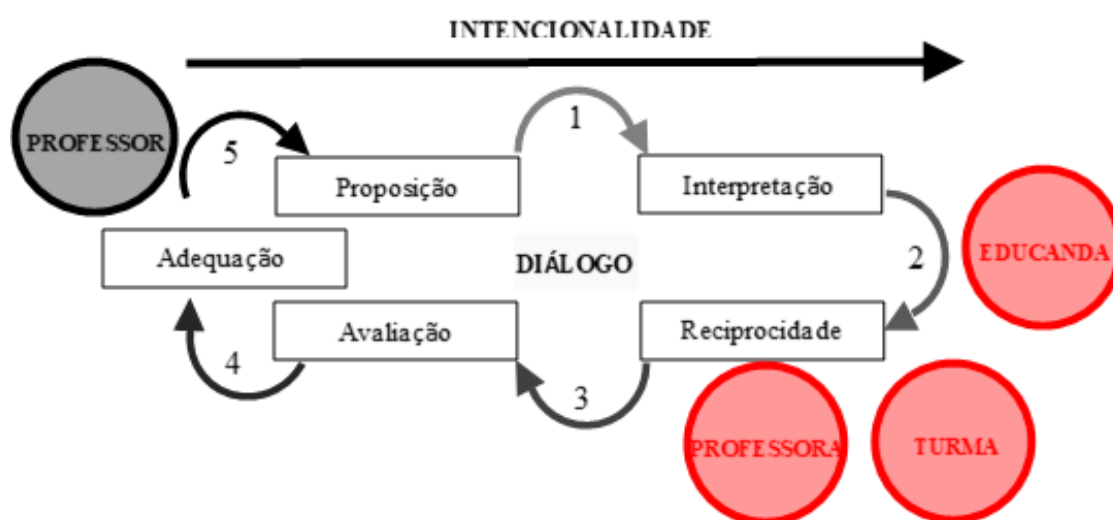 INTENCIONALIDADE
PROFESSOR
5
1
Proposição
Interpretação
2
EDUCANDA
Adequação
DIÁLOGO
Avaliação
Reciprocidade
4
3
PROFESSORA
TURMA